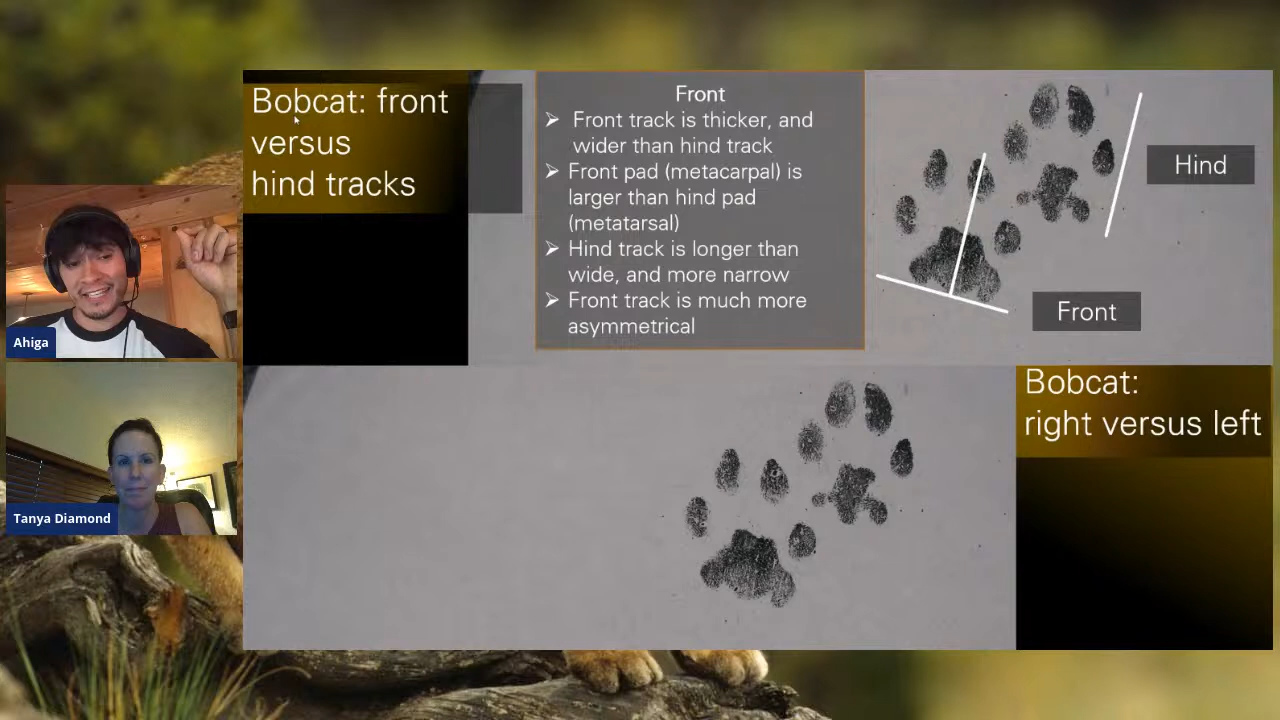 Bobcat: front
versus
hind tracks
Front
➢ Front track is thicker, and
wider than hind track
➢ Front pad (metacarpal) is
larger than hind pad
(metatarsal)
➢ Hind track is longer than
wide, and more narrow
➢ Front track is much more
asymmetrical
Hind
Front
Ahiga
Tanya Diamond
Bobcat:
right versus left